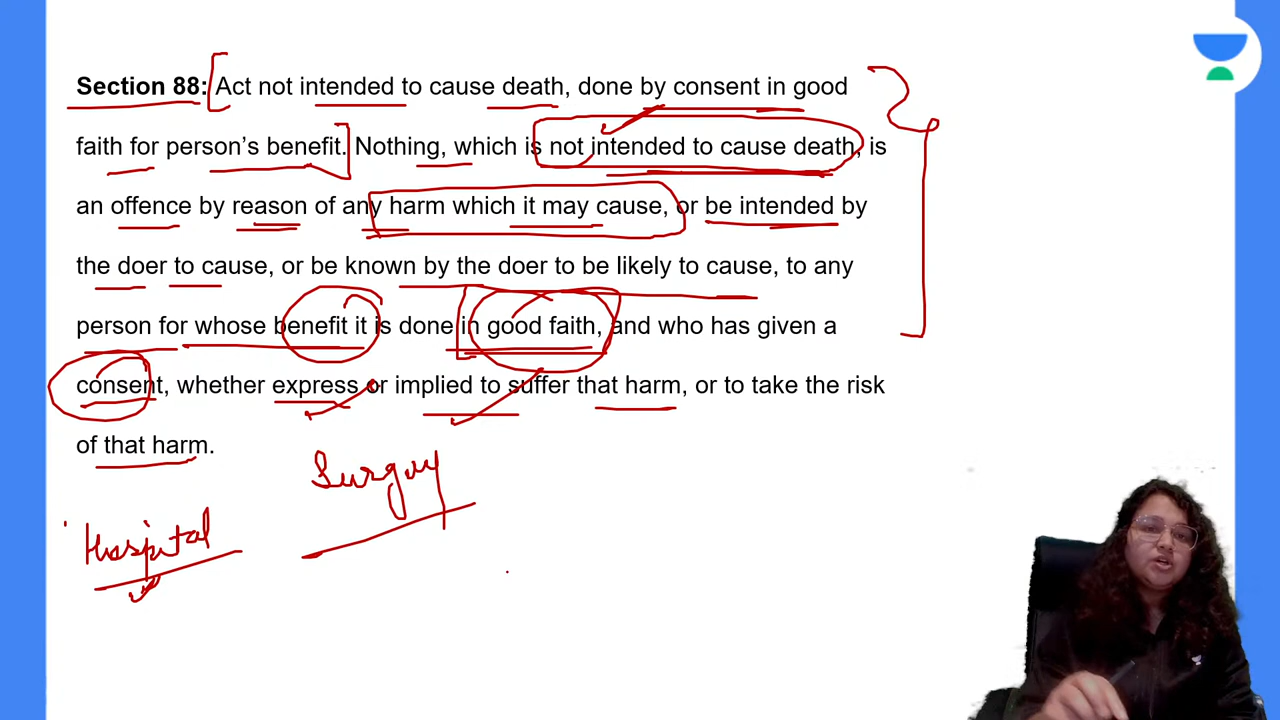 Section 88: Act not intended to cause death, done by consent in good
faith for person's benefit. Nothing, which is not intended to cause death, is
an offence by reason of any harm which it may cause, or be intended by
the doer to cause, or be known by the doer to be likely to cause, to any
person for whose benefit it is done in good faith, and who has given a
consent, whether express or implied to suffer that harm, or to take the risk
of that harm.
Surgery
Hospital